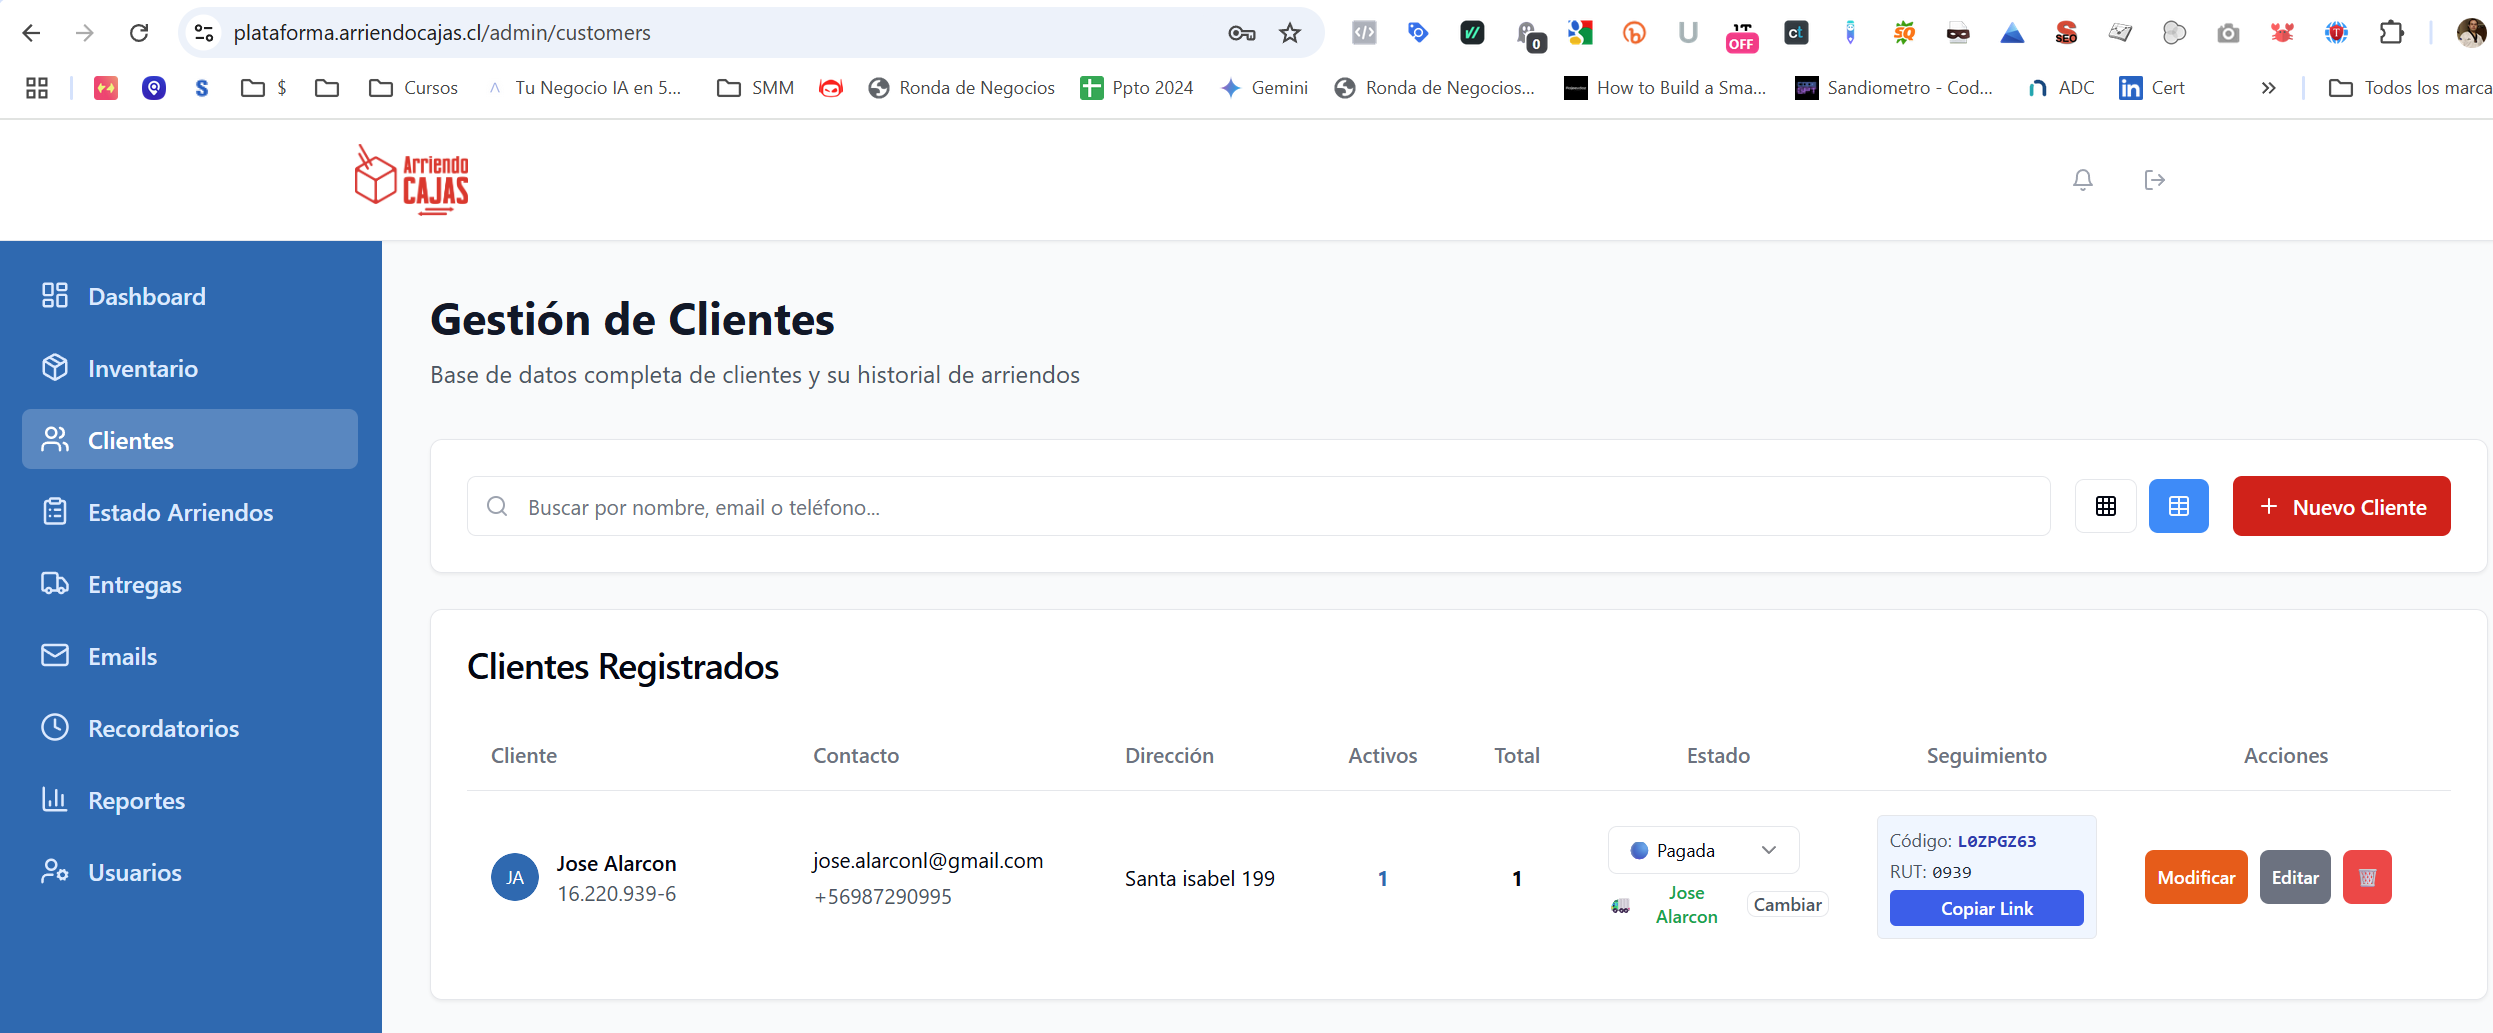 plataforma.arriendocajas.cl/admin/customers
0
OFF
ct
SEO
$
Cursos
Tu Negocio IA en 5...
SMM
Ronda de Negocios
Ppto 2024
Gemini
Ronda de Negocios...
How to Build a Sma...
Sandiometro - Cod...
ADC
Cert
Todos los marca
Arriendo
CAJAS
Dashboard
Inventario
Clientes
Estado Arriendos
Entregas
Emails
Recordatorios
Reportes
Usuarios
Gestión de Clientes
Base de datos completa de clientes y su historial de arriendos
Buscar por nombre, email o teléfono...
Nuevo Cliente
Clientes Registrados
Cliente Contacto Dirección Activos Total Estado Seguimiento Acciones
JA
Jose Alarcon
16.220.939-6
jose.alarconl@gmail.com
+56987290995
Santa isabel 199
1
1
Pagada
Jose
Alarcon
Cambiar
Código: L0ZPGZ63
RUT: 0939
Copiar Link
Modificar
Editar